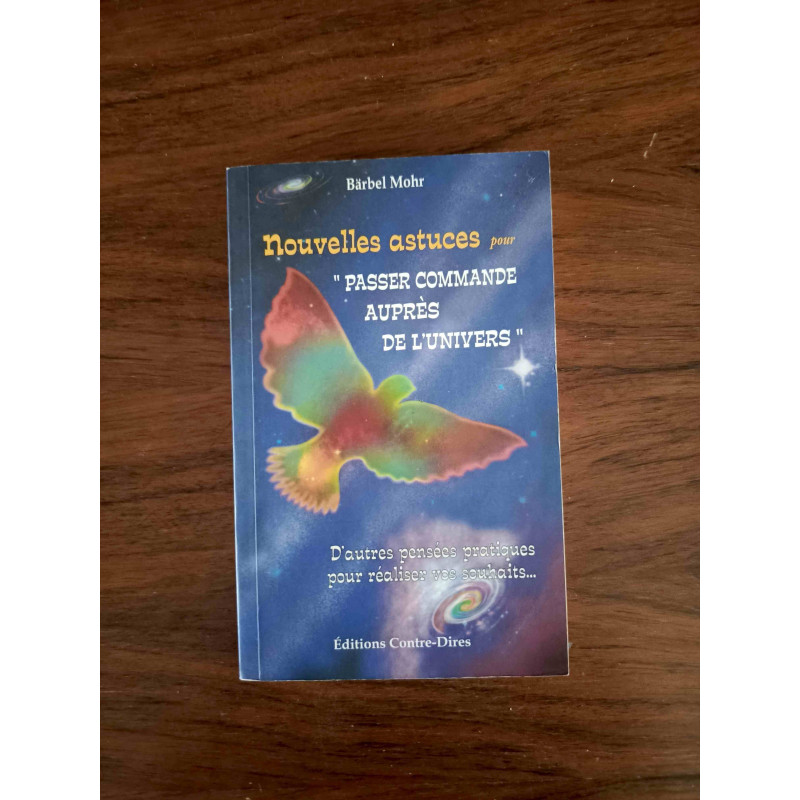 Bärbel Mohr
Nouvelles astuces pour
" PASSER COMMANDE
AUPRÈS
DE L'UNIVERS "
D'autres pensées pratiques
pour réaliser vos souhaits...
Éditions Contre-Dires